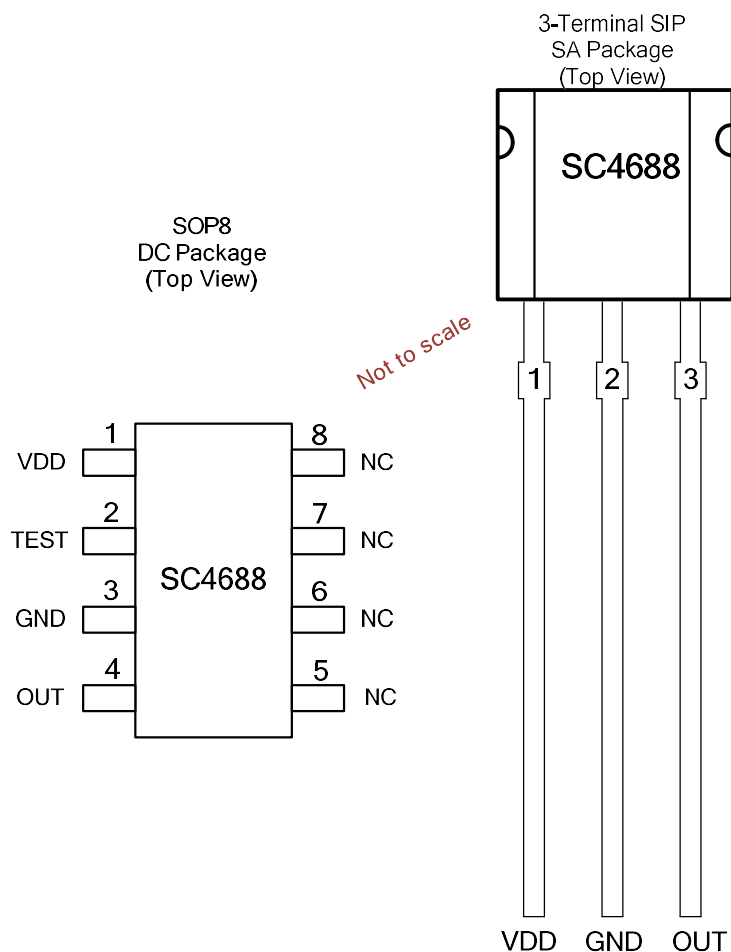 3-Terminal SIP
SA Package
(Top View)
SC4688
SOP8
DC Package
(Top View)
Not to scale
1
2
3
1
8
VDD
NC
2
7
TEST
NC
SC4688
3
6
GND
NC
4
5
OUT
NC
VDD
GND
OUT